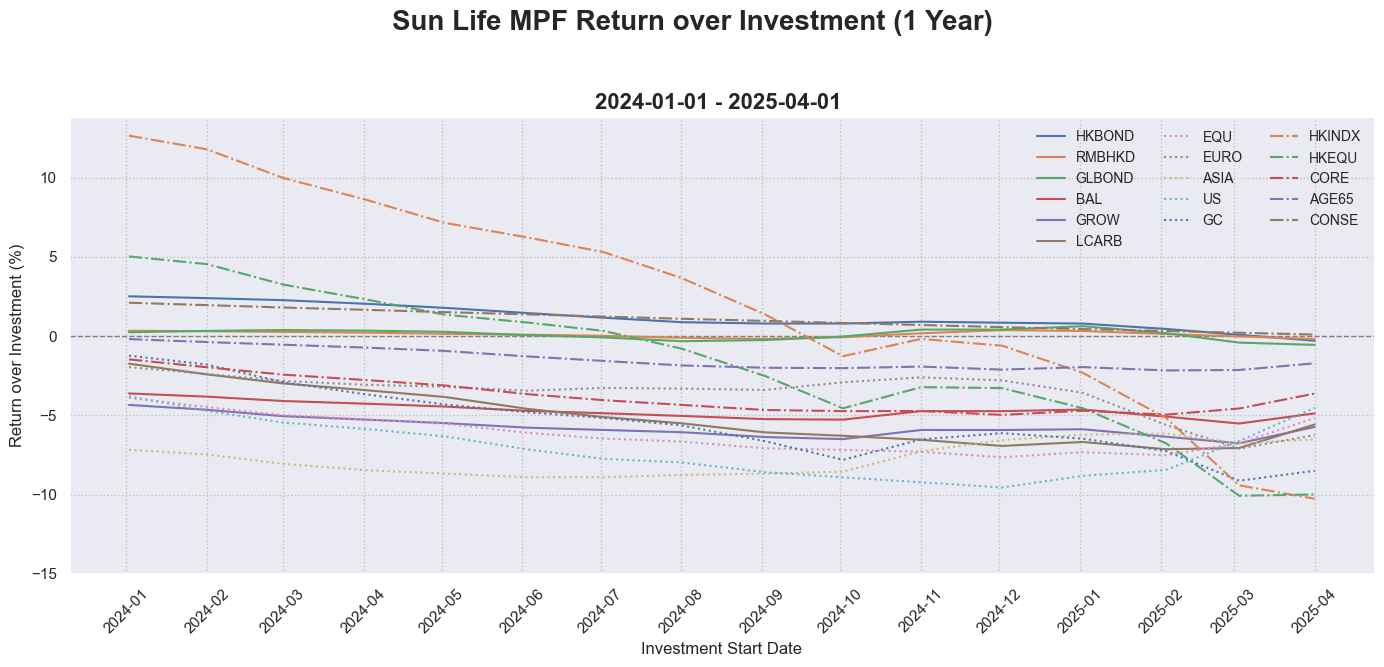 Sun Life MPF Return over Investment (1 Year)
2024-01-01 - 2025-04-01
Return over Investment (%)
10
5
0
−5
−10
−15
HKBOND
RMBHKD
GLBOND
BAL
GROW
LCARB
EQU
EURO
ASIA
US
GC
HKINDX
HKEQU
CORE
AGE65
CONSE
2024-01
2024-02
2024-03
2024-04
2024-05
2024-06
2024-07
2024-08
2024-09
2024-10
2024-11
2024-12
2025-01
2025-02
2025-03
2025-04
Investment Start Date